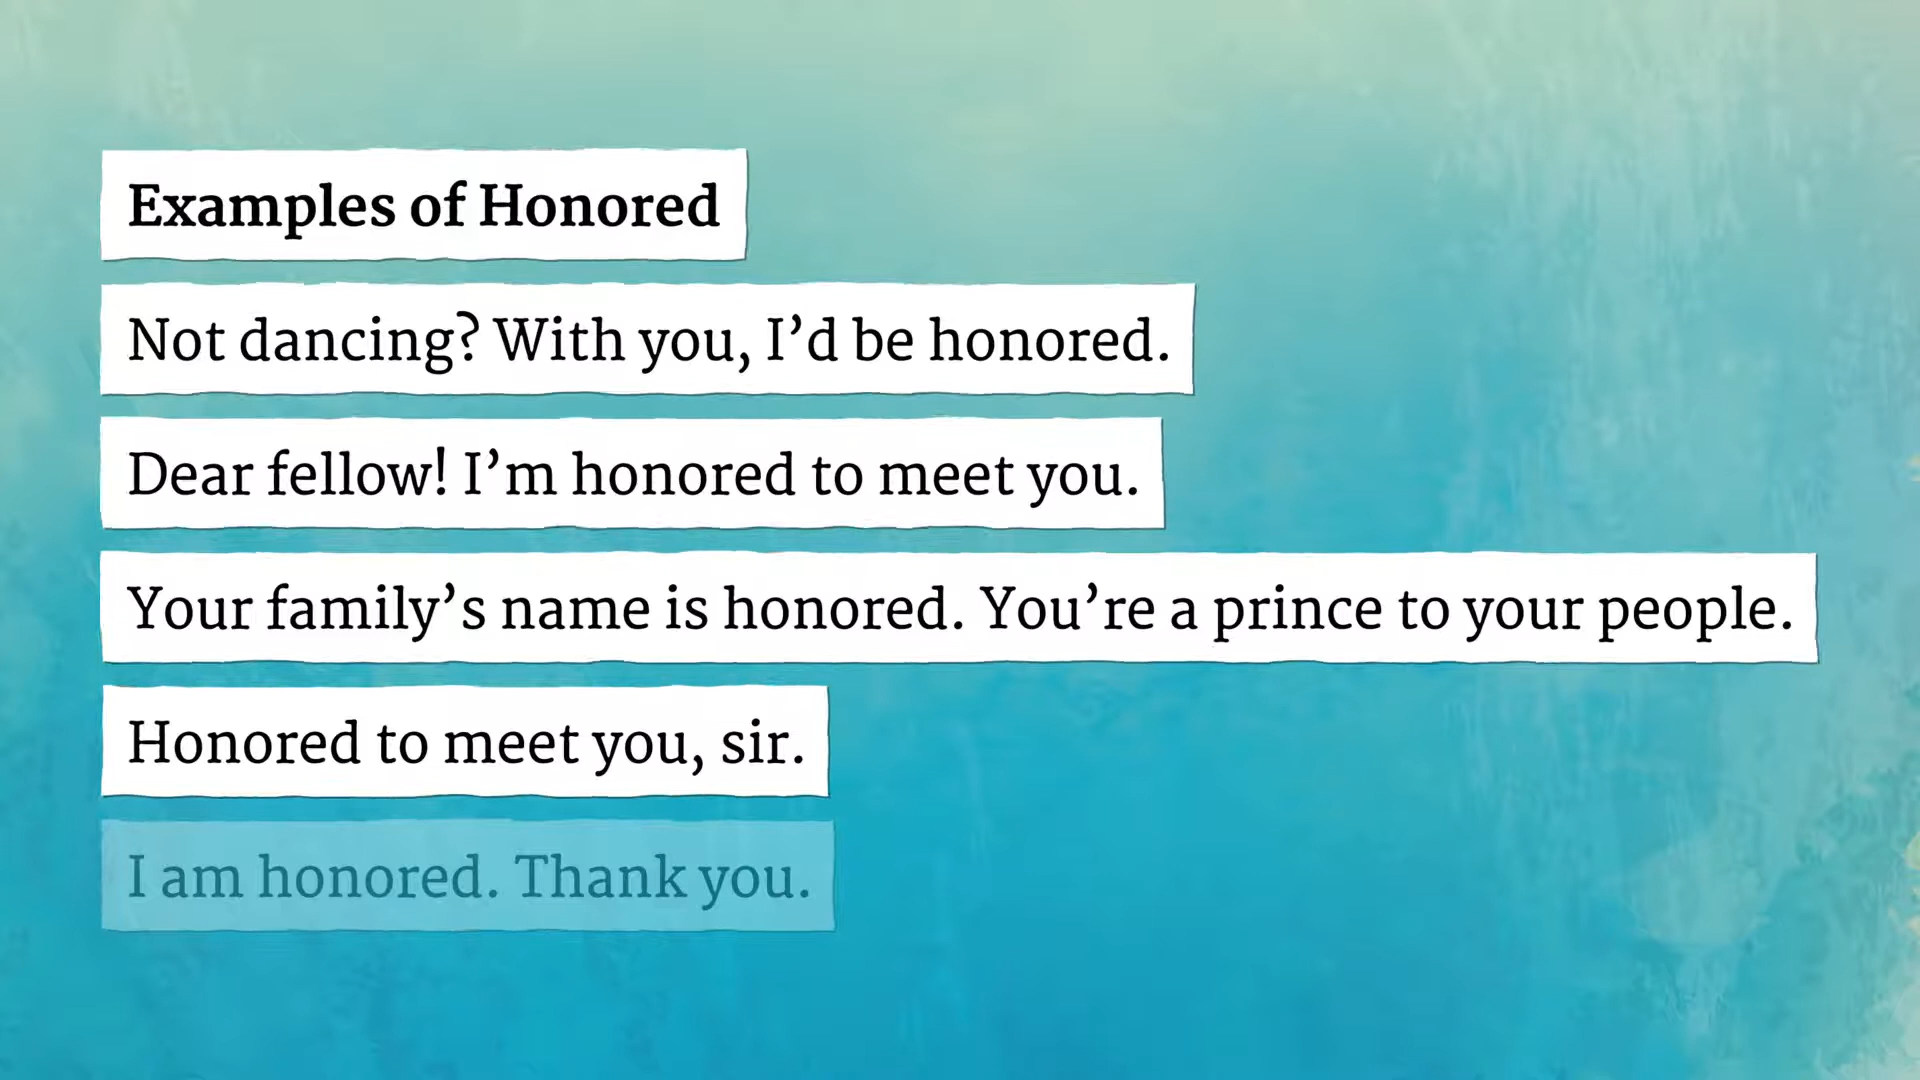 Examples of Honored
Not dancing? With you, I’d be honored.
Dear fellow! I’m honored to meet you.
Your family’s name is honored. You’re a prince to your people.
Honored to meet you, sir.
I am honored. Thank you.